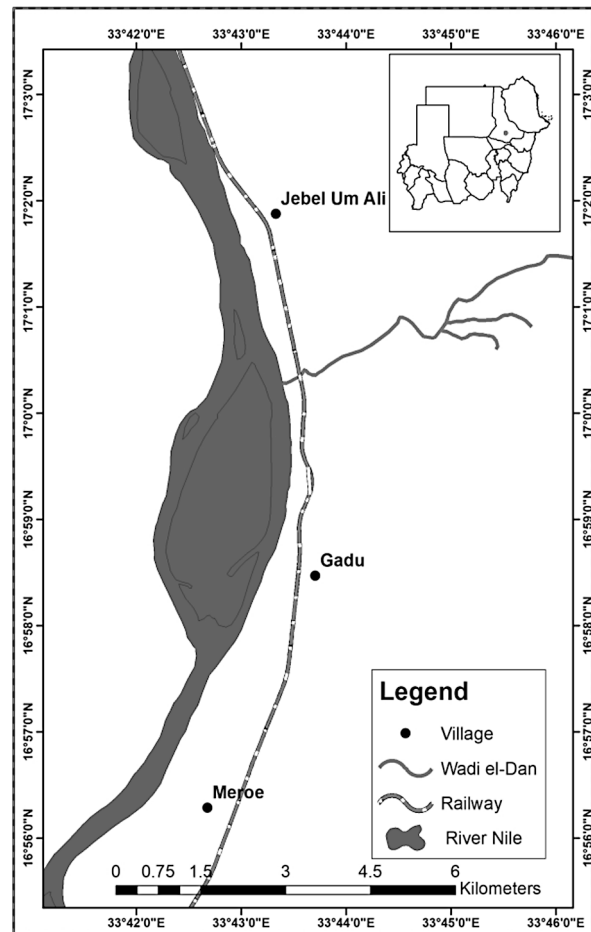 33°42'0"E 33°43'0"E 33°44'0"E 33°45'0"E 33°46'0"E
17°3'0"N 17°3'0"N
Jebel Um Ali
17°2'0"N 17°2'0"N
17°1'0"N 17°1'0"N
17°0'0"N 17°0'0"N
16°59'0"N 16°59'0"N
Gadu
16°58'0"N 16°58'0"N
Legend
Village
16°57'0"N 16°57'0"N
Wadi el-Dan
Railway
Meroe
River Nile
16°56'0"N 16°56'0"N
0 0.75 1.5 3 4.5 6
Kilometers
33°42'0"E 33°43'0"E 33°44'0"E 33°45'0"E 33°46'0"E